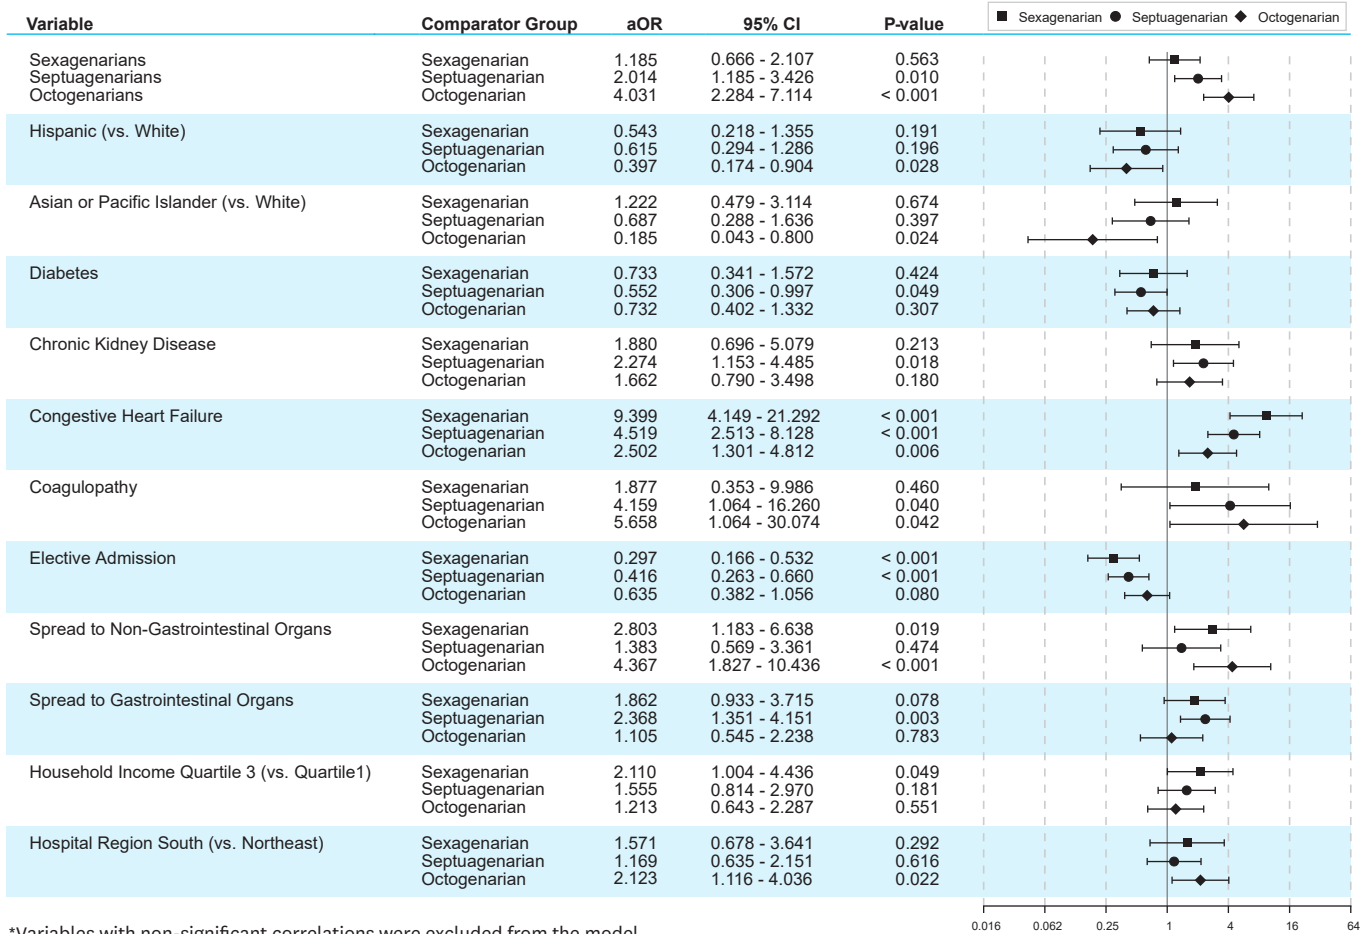 Variable Comparator Group aOR 95% CI P-value Sexagenarian Septuagenarian Octogenarian
Sexagenarians Sexagenarian 1.185 0.666 - 2.107 0.563
Septuagenarians Septuagenarian 2.014 1.185 - 3.426 0.010
Octogenarians Octogenarian 4.031 2.284 - 7.114 < 0.001
Hispanic (vs. White) Sexagenarian 0.543 0.218 - 1.355 0.191
Septuagenarian 0.615 0.294 - 1.286 0.196
Octogenarian 0.397 0.174 - 0.904 0.028
Asian or Pacific Islander (vs. White) Sexagenarian 1.222 0.479 - 3.114 0.674
Septuagenarian 0.687 0.288 - 1.636 0.397
Octogenarian 0.185 0.043 - 0.800 0.024
Diabetes Sexagenarian 0.733 0.341 - 1.572 0.424
Septuagenarian 0.552 0.306 - 0.997 0.049
Octogenarian 0.732 0.402 - 1.332 0.307
Chronic Kidney Disease Sexagenarian 1.880 0.696 - 5.079 0.213
Septuagenarian 2.274 1.153 - 4.485 0.018
Octogenarian 1.662 0.790 - 3.498 0.180
Congestive Heart Failure Sexagenarian 9.399 4.149 - 21.292 < 0.001
Septuagenarian 4.519 2.513 - 8.128 < 0.001
Octogenarian 2.502 1.301 - 4.812 0.006
Coagulopathy Sexagenarian 1.877 0.353 - 9.986 0.460
Septuagenarian 4.159 1.064 - 16.260 0.040
Octogenarian 5.658 1.064 - 30.074 0.042
Elective Admission Sexagenarian 0.297 0.166 - 0.532 < 0.001
Septuagenarian 0.416 0.263 - 0.660 < 0.001
Octogenarian 0.635 0.382 - 1.056 0.080
Spread to Non-Gastrointestinal Organs Sexagenarian 2.803 1.183 - 6.638 0.019
Septuagenarian 1.383 0.569 - 3.361 0.474
Octogenarian 4.367 1.827 - 10.436 < 0.001
Spread to Gastrointestinal Organs Sexagenarian 1.862 0.933 - 3.715 0.078
Septuagenarian 2.368 1.351 - 4.151 0.003
Octogenarian 1.105 0.545 - 2.238 0.783
Household Income Quartile 3 (vs. Quartile1) Sexagenarian 2.110 1.004 - 4.436 0.049
Septuagenarian 1.555 0.814 - 2.970 0.181
Octogenarian 1.213 0.643 - 2.287 0.551
Hospital Region South (vs. Northeast) Sexagenarian 1.571 0.678 - 3.641 0.292
Septuagenarian 1.169 0.635 - 2.151 0.616
Octogenarian 2.123 1.116 - 4.036 0.022
0.016 0.062 0.25 1 4 16 64
*Variables with non-significant correlations were excluded from the model